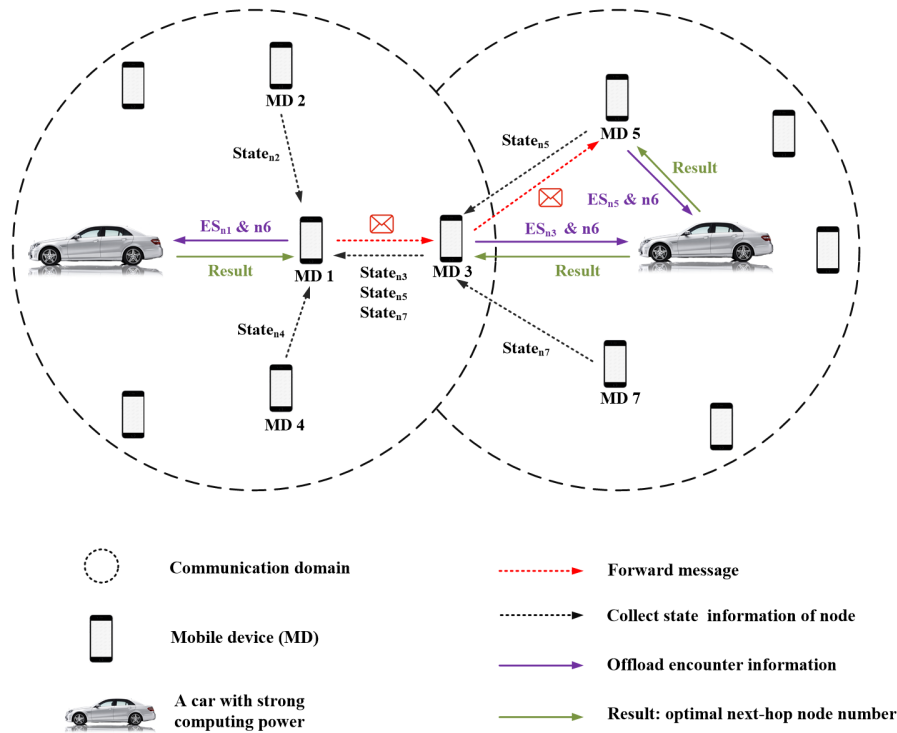 MD 2
MD 5
State_n2
State_n5
Result
ES_n5 & n6
ES_n1 & n6
ES_n3 & n6
Result
MD 1
MD 3
Result
State_n3
State_n5
State_n7
State_n4
State_n7
MD 4
MD 7
Communication domain
Forward message
Collect state information of node
Mobile device (MD)
Offload encounter information
A car with strong
computing power
Result: optimal next-hop node number